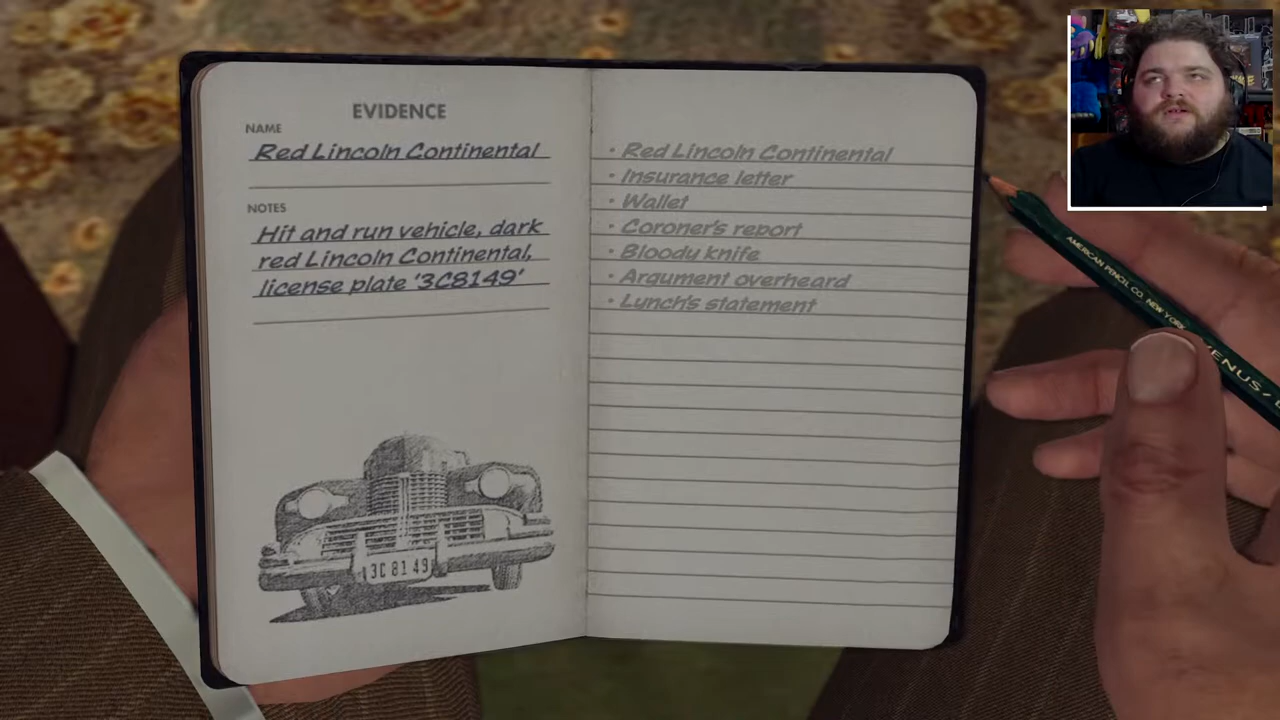 EVIDENCE
NAME
Red Lincoln Continental
NOTES
Hit and run vehicle, dark
red Lincoln Continental,
license plate '3C8149'
3C 81 49
• Red Lincoln Continental
• Insurance letter
• Wallet
• Coroner's report
• Bloody knife
• Argument overheard
• Lunch's statement
AMERICAN PENCIL CO. NEW YORK
VENUS